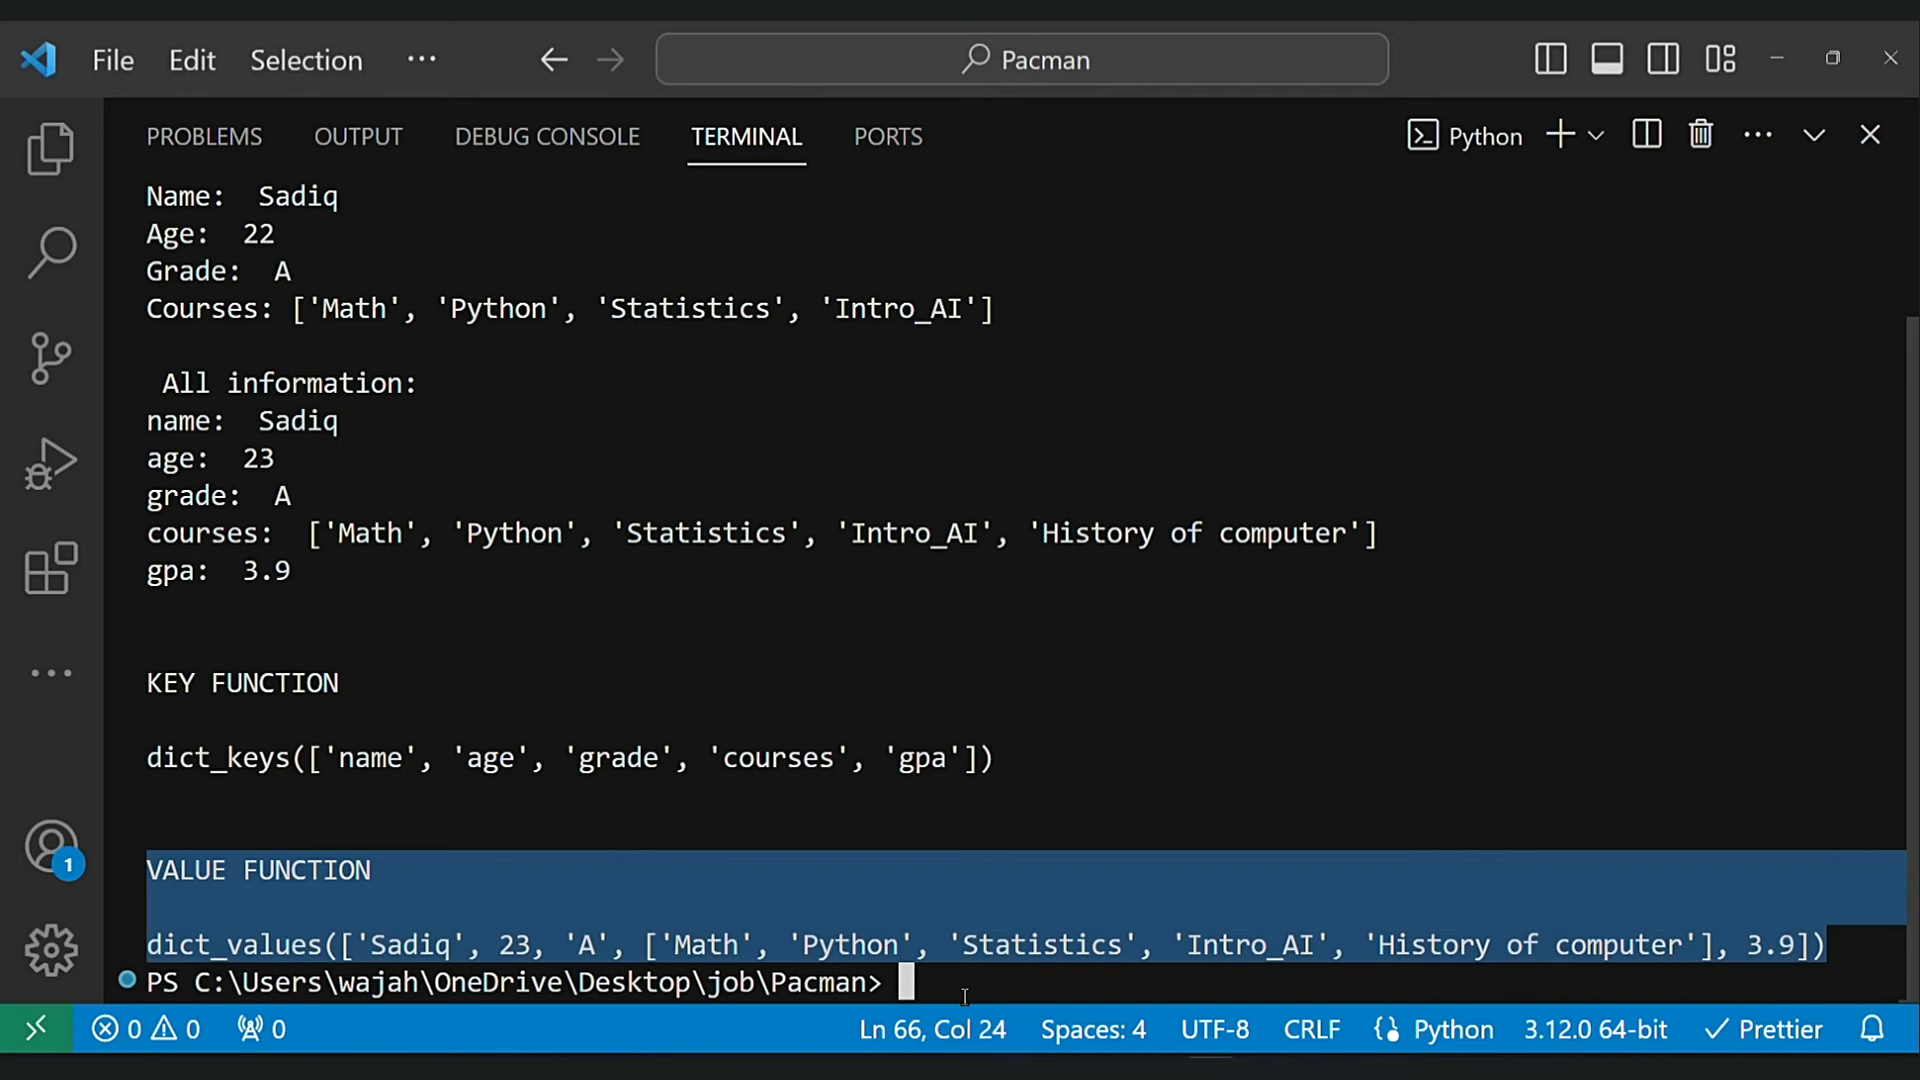 File Edit Selection ··· Pacman
PROBLEMS OUTPUT DEBUG CONSOLE TERMINAL PORTS Python
Name:  Sadiq
Age:  22
Grade:  A
Courses: ['Math', 'Python', 'Statistics', 'Intro_AI']
 All information:
name:  Sadiq
age:  23
grade:  A
courses:  ['Math', 'Python', 'Statistics', 'Intro_AI', 'History of computer']
gpa:  3.9
KEY FUNCTION
dict_keys(['name', 'age', 'grade', 'courses', 'gpa'])
VALUE FUNCTION
dict_values(['Sadiq', 23, 'A', ['Math', 'Python', 'Statistics', 'Intro_AI', 'History of computer'], 3.9])
1
PS C:\Users\wajah\OneDrive\Desktop\job\Pacman>
0 0 0 Ln 66, Col 24 Spaces: 4 UTF-8 CRLF Python 3.12.0 64-bit Prettier